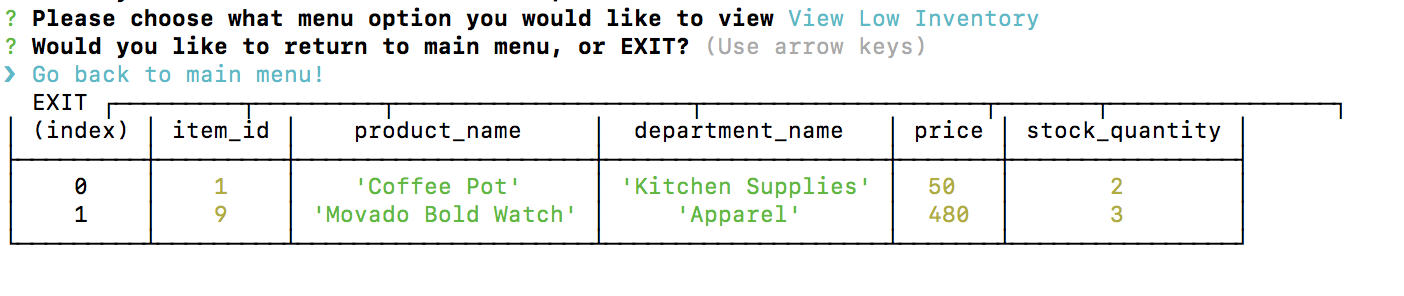 ? Please choose what menu option you would like to view View Low Inventory
? Would you like to return to main menu, or EXIT? (Use arrow keys)
❯ Go back to main menu!
EXIT
(index) item_id product_name department_name price stock_quantity
0 1 'Coffee Pot' 'Kitchen Supplies' 50 2
1 9 'Movado Bold Watch' 'Apparel' 480 3